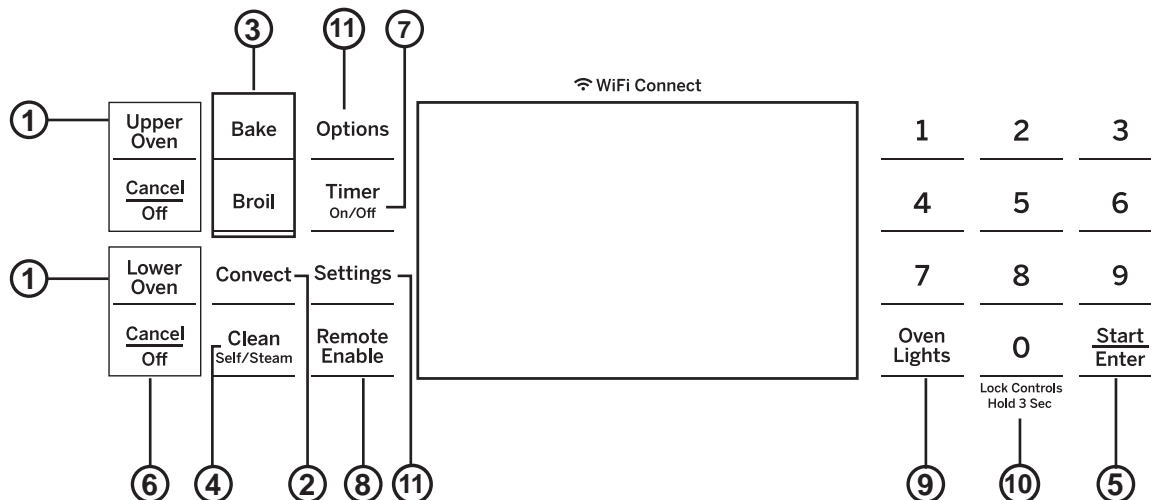 3
11
7
WiFi Connect
1
Upper
Oven
Cancel
Off
Bake
Broil
Options
Timer
On/Off
1
Lower
Oven
Cancel
Off
Convect
Clean
Self/Steam
Settings
Remote
Enable
1
2
3
4
5
6
7
8
9
Oven
Lights
0
Lock Controls
Hold 3 Sec
Start
Enter
6
4
2
8
11
9
10
5